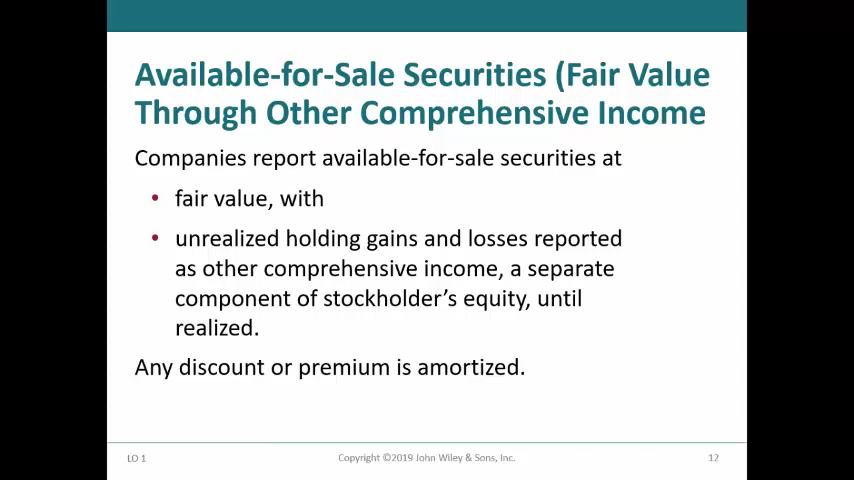 Available-for-Sale Securities (Fair Value
Through Other Comprehensive Income
Companies report available-for-sale securities at
• fair value, with
• unrealized holding gains and losses reported
as other comprehensive income, a separate
component of stockholder’s equity, until
realized.
Any discount or premium is amortized.
LO 1
Copyright ©2019 John Wiley & Sons, Inc.
12